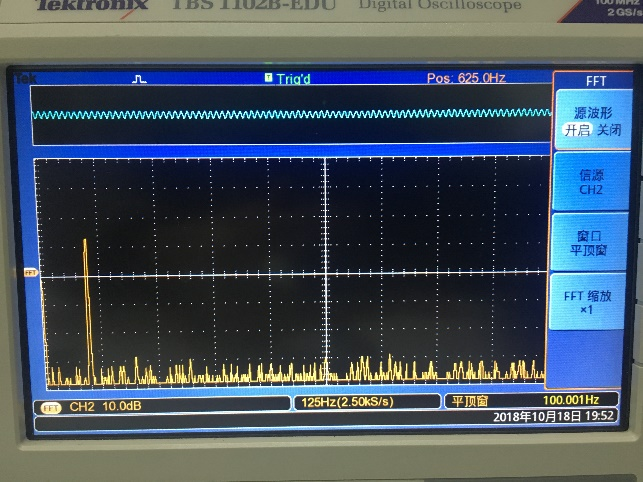 Tektronix TBS 1102B-EDU Digital Oscilloscope 100 MHz
2 GS/s
Tek T Trig'd Pos: 625.0Hz FFT
源波形
开启 关闭
信源
CH2
窗口
平顶窗
FFT 缩放
×1
FFT
FFT CH2 10.0dB 125Hz(2.50kS/s) 平顶窗 100.001Hz
2018年10月18日 19:52